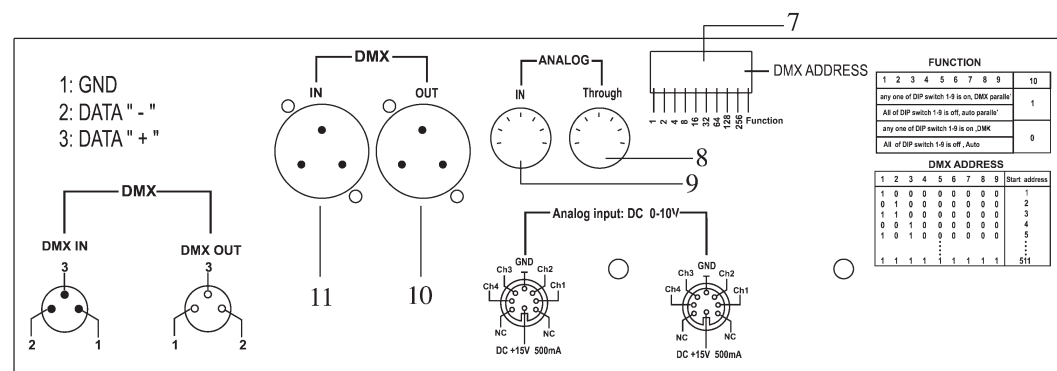 7
1: GND
2: DATA " - "
3: DATA " + "
DMX
IN
OUT
11
10
ANALOG
IN
Through
8
9
DMX ADDRESS
1 2 4 8 16 32 64 128 256 Function
FUNCTION
1 2 3 4 5 6 7 8 9 10
any one of DIP switch 1-9 is on, DMX paralle'
1
All of DIP switch 1-9 is off, auto paralle'
any one of DIP switch 1-9 is on ,DMK
0
All of DIP switch 1-9 is off , Auto
DMX ADDRESS
1 2 3 4 5 6 7 8 9 Start address
1 0 0 0 0 0 0 0 0 1
0 1 0 0 0 0 0 0 0 2
1 1 0 0 0 0 0 0 0 3
0 0 1 0 0 0 0 0 0 4
1 0 1 0 0 0 0 0 0 5
1 1 1 1 1 1 1 1 1 511
DMX
DMX IN
3
2 1
DMX OUT
3
1 2
Analog input: DC 0-10V
GND
Ch3 Ch2
Ch4 Ch1
NC NC
DC +15V 500mA
GND
Ch3 Ch2
Ch4 Ch1
NC NC
DC +15V 500mA